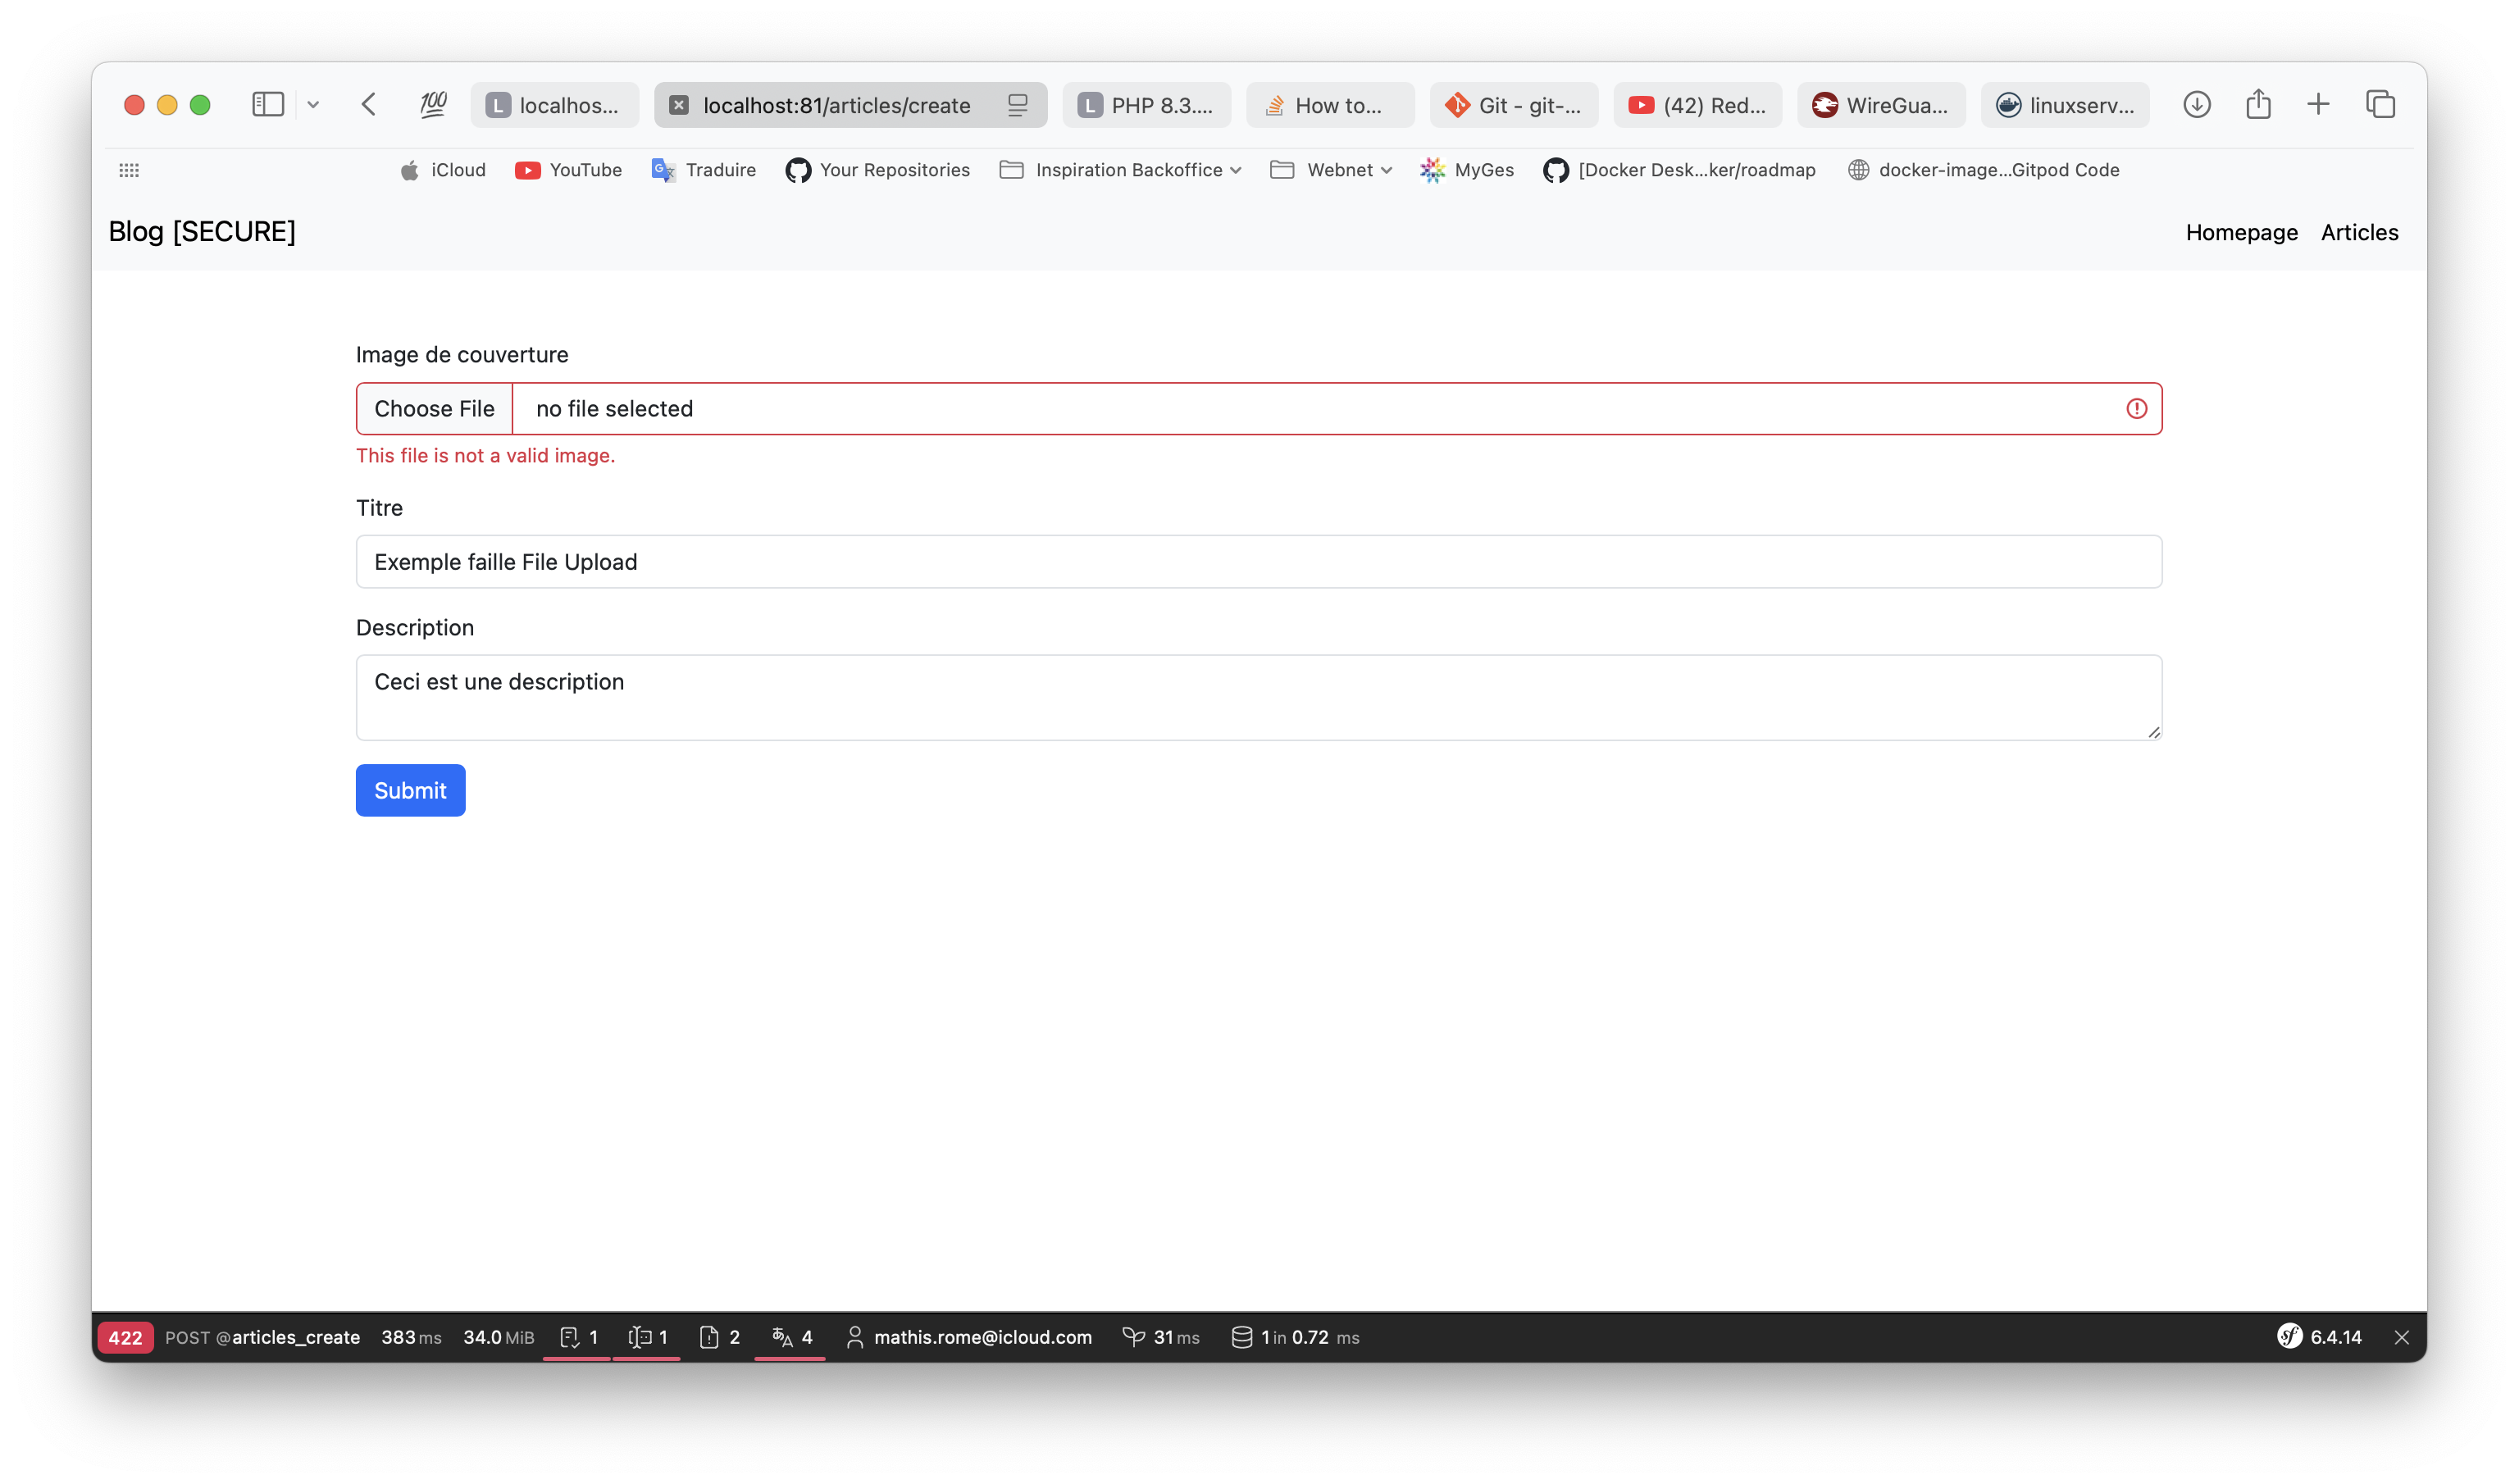 💯 L localhos... localhost:81/articles/create L PHP 8.3.... How to... Git - git-... (42) Red... WireGua... linuxserv...
iCloud YouTube Traduire Your Repositories Inspiration Backoffice Webnet MyGes [Docker Desk...ker/roadmap docker-image...Gitpod Code
Blog [SECURE] Homepage Articles
Image de couverture
Choose File no file selected
This file is not a valid image.
Titre
Exemple faille File Upload
Description
Ceci est une description
Submit
422 POST @articles_create 383 ms 34.0 MiB 1 1 2 4 mathis.rome@icloud.com 31 ms 1 in 0.72 ms sf 6.4.14